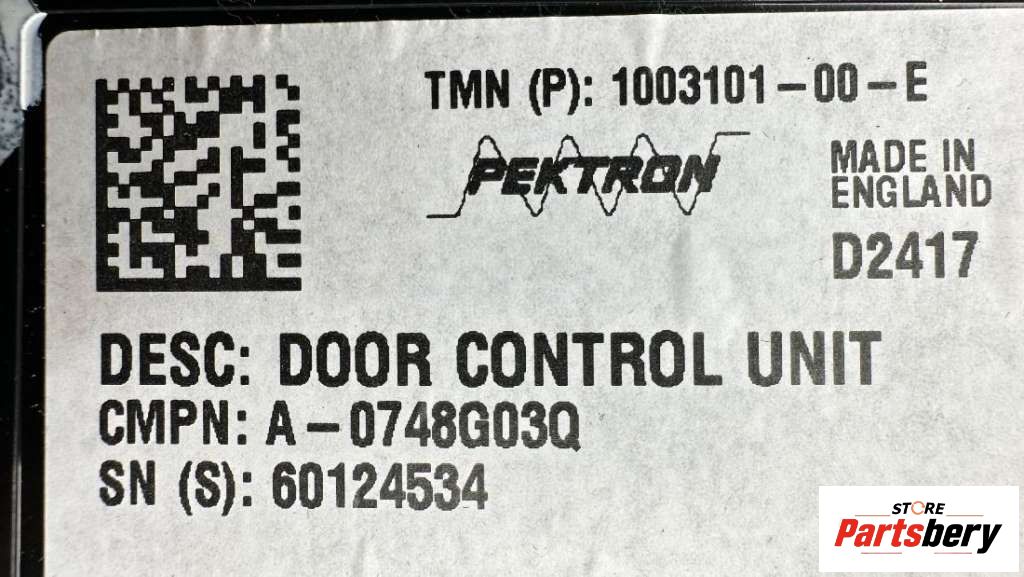 TMN (P): 1003101-00-E
PEKTRON
MADE IN
ENGLAND
D2417
DESC: DOOR CONTROL UNIT
CMPN: A-0748G03Q
SN (S): 60124534
STORE
Partsbery